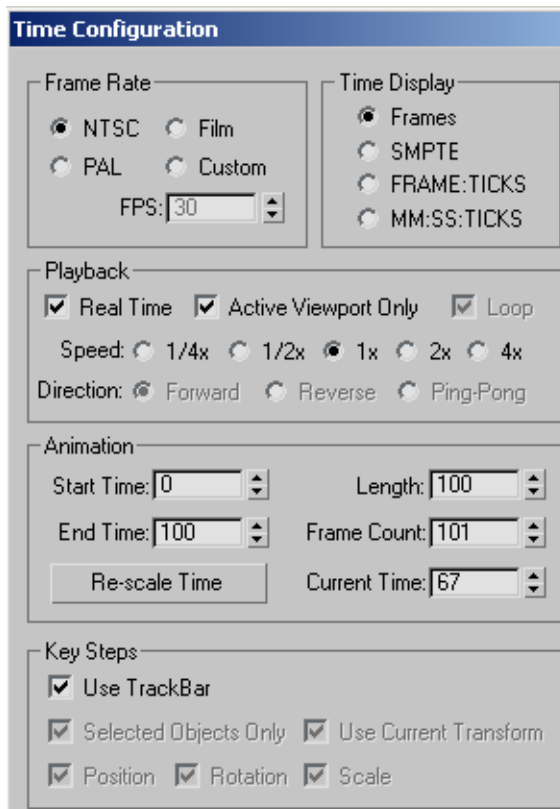 Time Configuration
Frame Rate
NTSC Film
PAL Custom
FPS: 30
Time Display
Frames
SMPTE
FRAME:TICKS
MM:SS:TICKS
Playback
Real Time Active Viewport Only Loop
Speed: 1/4x 1/2x 1x 2x 4x
Direction: Forward Reverse Ping-Pong
Animation
Start Time: 0 Length: 100
End Time: 100 Frame Count: 101
Re-scale Time Current Time: 67
Key Steps
Use TrackBar
Selected Objects Only Use Current Transform
Position Rotation Scale